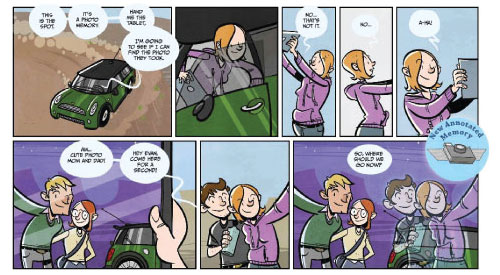 THIS
IS THE
SPOT.
IT'S
A PHOTO
MEMORY.
HAND
ME THE
TABLET.
I'M GOING
TO SEE IF I CAN
FIND THE PHOTO
THEY TOOK.
NO...
THAT'S
NOT IT.
NO...
A-HA!
New Annotated
Memory
AW...
CUTE PHOTO
MOM AND DAD!
HEY EVAN,
COME HERE
FOR A
SECOND!
SO, WHERE
SHOULD WE
GO NOW?